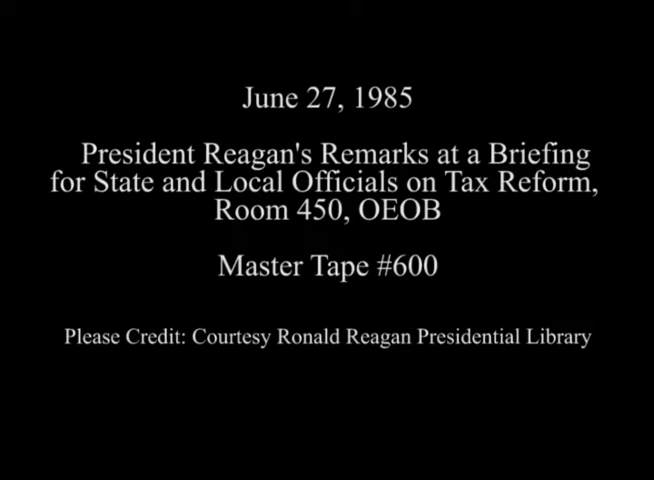 June 27, 1985
President Reagan's Remarks at a Briefing
for State and Local Officials on Tax Reform,
Room 450, OEOB
Master Tape #600
Please Credit: Courtesy Ronald Reagan Presidential Library